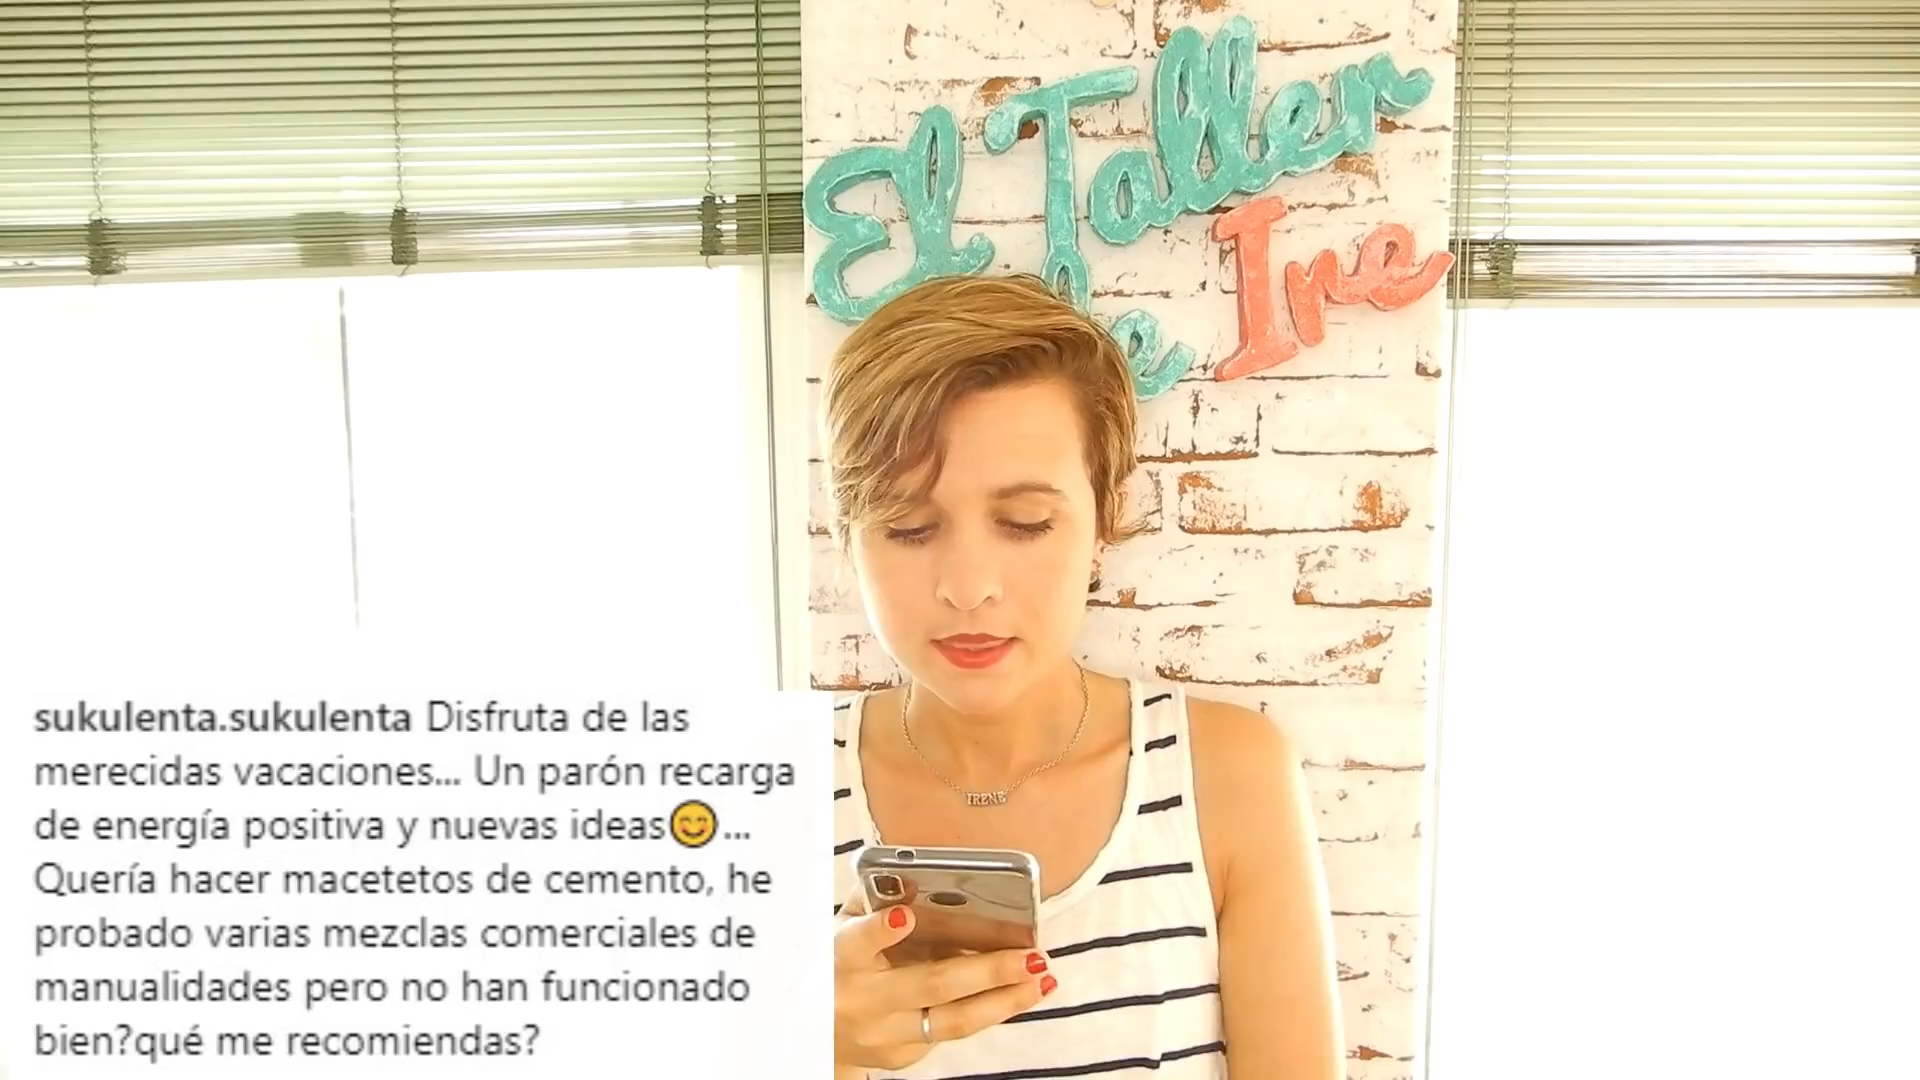 El Taller
de Ire
IRENE
sukulenta.sukulenta Disfruta de las
merecidas vacaciones... Un parón recarga
de energía positiva y nuevas ideas😊...
Quería hacer macetetos de cemento, he
probado varias mezclas comerciales de
manualidades pero no han funcionado
bien?qué me recomiendas?